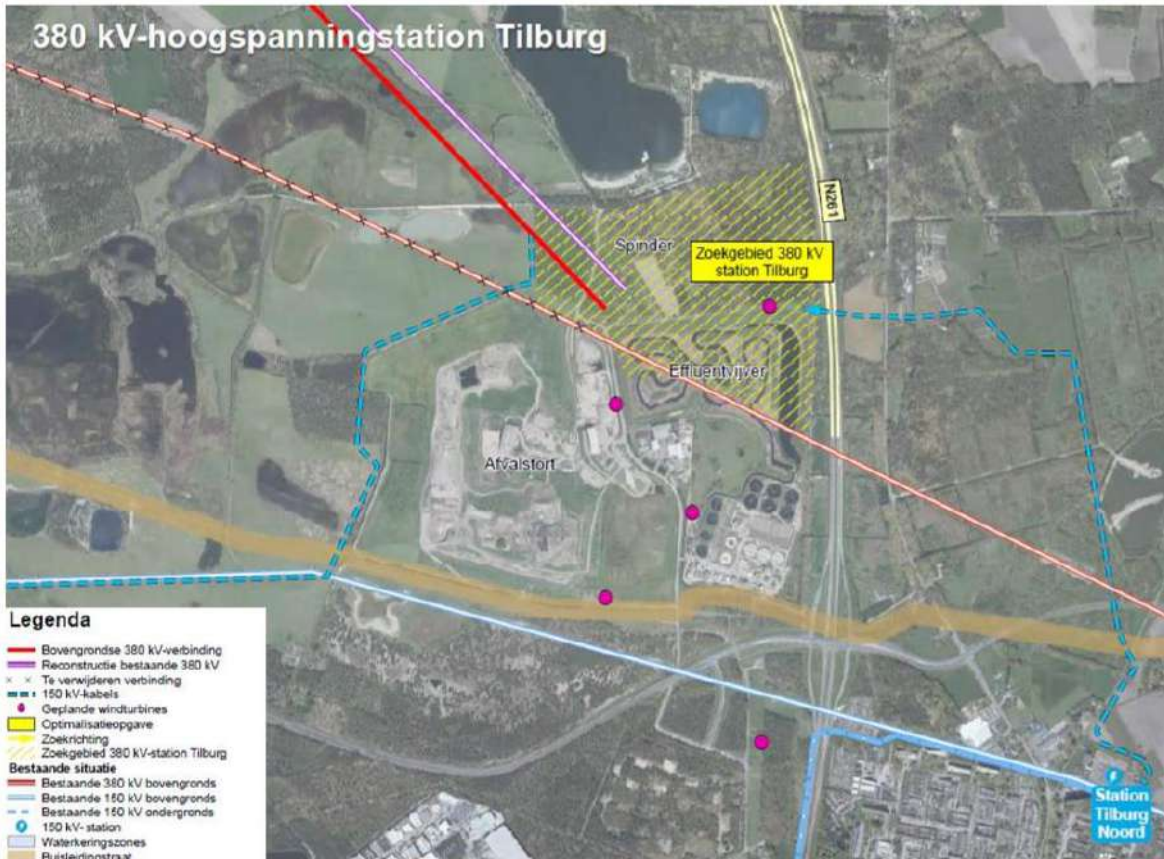 380 kV-hoogspanningstation Tilburg
N261
Spinder
Zoekgebied 380 kV
station Tilburg
Effluentvijver
Afvalstort
Legenda
Bovengrondse 380 kV-verbinding
Reconstructie bestaande 380 kV
Te verwijderen verbinding
150 kV-kabels
Geplande windturbines
Optimalisatieopgave
Zoekrichting
Zoekgebied 380 kV-station Tilburg
Bestaande situatie
Bestaande 380 kV bovengronds
Bestaande 150 kV bovengronds
Bestaande 150 kV ondergronds
150 kV- station
Waterkeringszones
Buisleidingstraat
Station
Tilburg
Noord